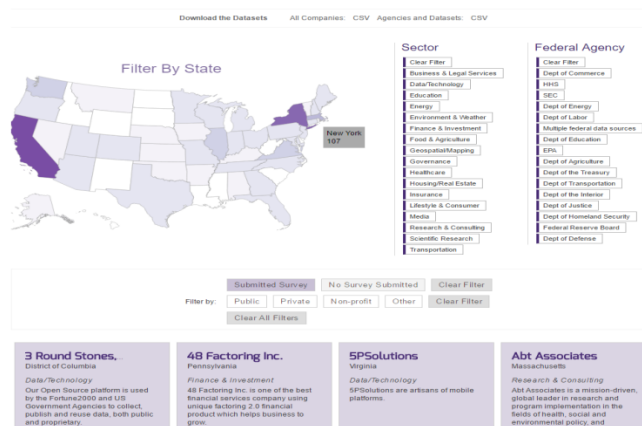 Download the Datasets All Companies: CSV Agencies and Datasets: CSV
Filter By State
New York
107
Sector
Clear Filter
Business & Legal Services
Data/Technology
Education
Energy
Environment & Weather
Finance & Investment
Food & Agriculture
Geospatial/Mapping
Governance
Healthcare
Housing/Real Estate
Insurance
Lifestyle & Consumer
Media
Research & Consulting
Scientific Research
Transportation
Federal Agency
Clear Filter
Dept of Commerce
HHS
SEC
Dept of Energy
Dept of Labor
Multiple federal data sources
Dept of Education
EPA
Dept of Agriculture
Dept of the Treasury
Dept of Transportation
Dept of the Interior
Dept of Justice
Dept of Homeland Security
Federal Reserve Board
Dept of Defense
Submitted Survey No Survey Submitted Clear Filter
Filter by: Public Private Non-profit Other Clear Filter
Clear All Filters
3 Round Stones,
District of Columbia
Data/Technology
Our Open Source platform is used
by the Fortune2000 and US
Government Agencies to collect,
publish and reuse data, both public
and proprietary.
48 Factoring Inc.
Pennsylvania
Finance & Investment
48 Factoring Inc. is one of the best
financial services company using
unique factoring 2.0 financial
product which helps business to
grow.
5PSolutions
Virginia
Data/Technology
5PSolutions are artisans of mobile
platforms.
Abt Associates
Massachusetts
Research & Consulting
Abt Associates is a mission-driven,
global leader in research and
program implementation in the
fields of health, social and
environmental policy, and